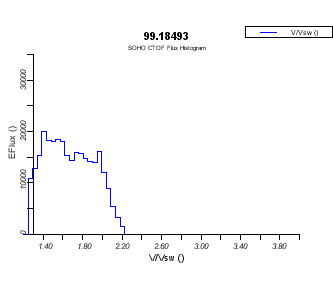 99.18493
SOHO CTOF Flux Histogram
V/Vsw ()
EFlux ()
30000
20000
10000
0
1.40 1.80 2.20 2.60 3.00 3.40 3.80
V/Vsw ()